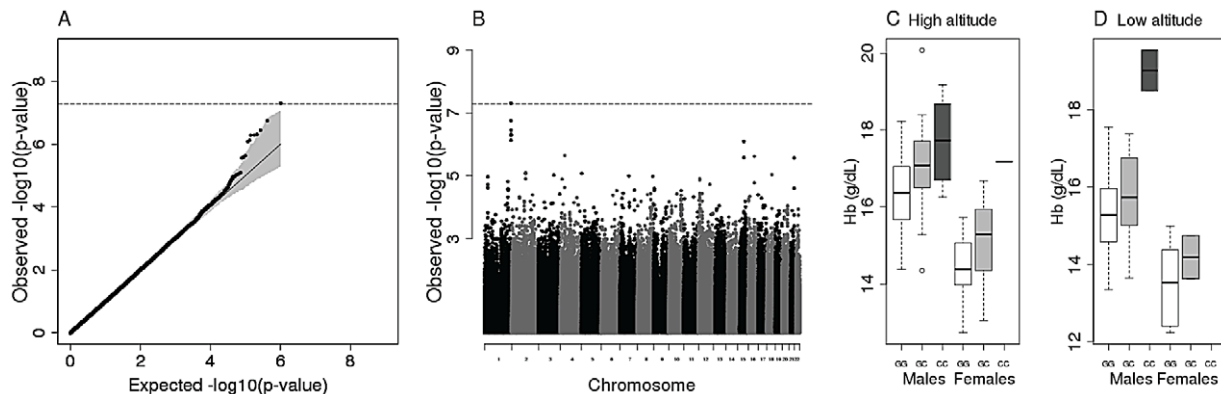 A
Observed -log10(p-value)
8
6
4
2
0
0 2 4 6 8
Expected -log10(p-value)
B
Observed -log10(p-value)
9
7
5
3
1 2 3 4 5 6 7 8 9 10 11 12 13 14 15 16 17 18 19 20 21 22
Chromosome
C High altitude
Hb (g/dL)
20
18
16
14
GG GC CC GG GC CC
Males Females
D Low altitude
Hb (g/dL)
18
16
14
12
GG GC CC GG GC CC
Males Females